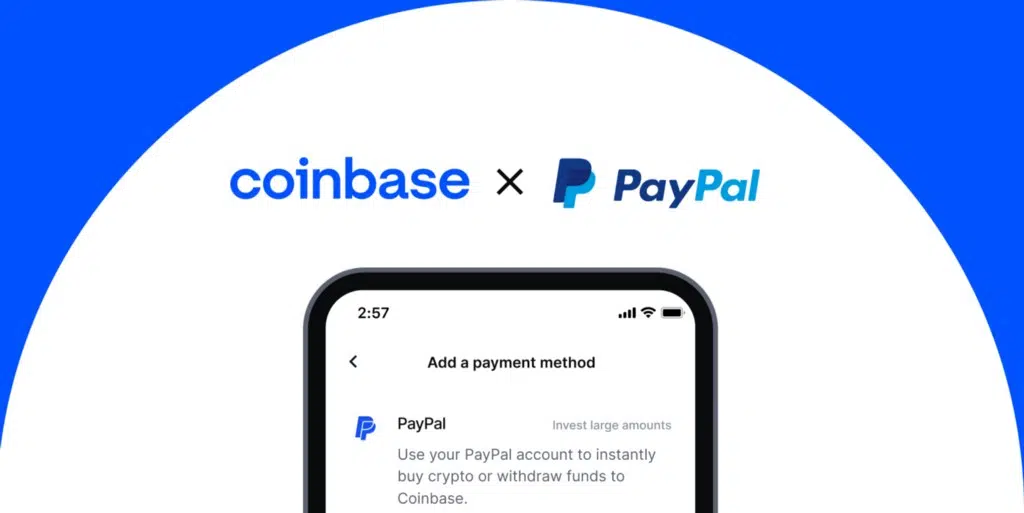 coinbase × PayPal
2:57
Add a payment method
PayPal Invest large amounts
Use your PayPal account to instantly
buy crypto or withdraw funds to
Coinbase.